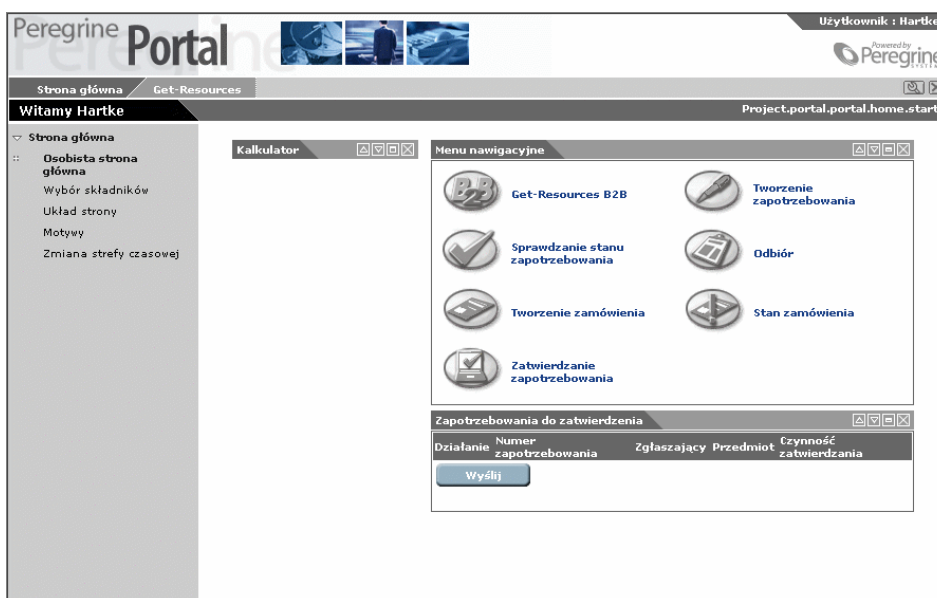 Peregrine Portal
Użytkownik : Hartke
Powered by
Peregrine
SYSTEMS
Strona główna
Get-Resources
Witamy Hartke
Project.portal.portal.home.start
Strona główna
Osobista strona
główna
Wybór składników
Układ strony
Motywy
Zmiana strefy czasowej
Kalkulator
Menu nawigacyjne
Get-Resources B2B
Tworzenie
zapotrzebowania
Sprawdzanie stanu
zapotrzebowania
Odbiór
Tworzenie zamówienia
Stan zamówienia
Zatwierdzanie
zapotrzebowania
Zapotrzebowania do zatwierdzenia
Działanie Numer zapotrzebowania Zgłaszający Przedmiot Czynność zatwierdzania
Wyślij